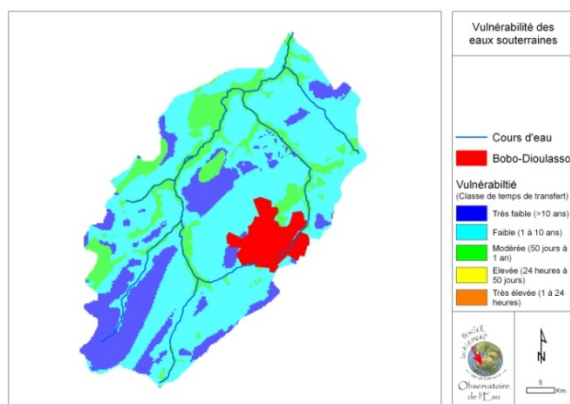 Vulnérabilité des
eaux souterraines
Cours d'eau
Bobo-Dioulasso
Vulnérabiltié
(Classe de temps de transfert)
Très faible (>10 ans)
Faible (1 à 10 ans)
Modérée (50 jours à
1 an)
Elevée (24 heures à
50 jours)
Très élevée (1 à 24
heures)
Observatoire
de l'Eau
N
5
Km